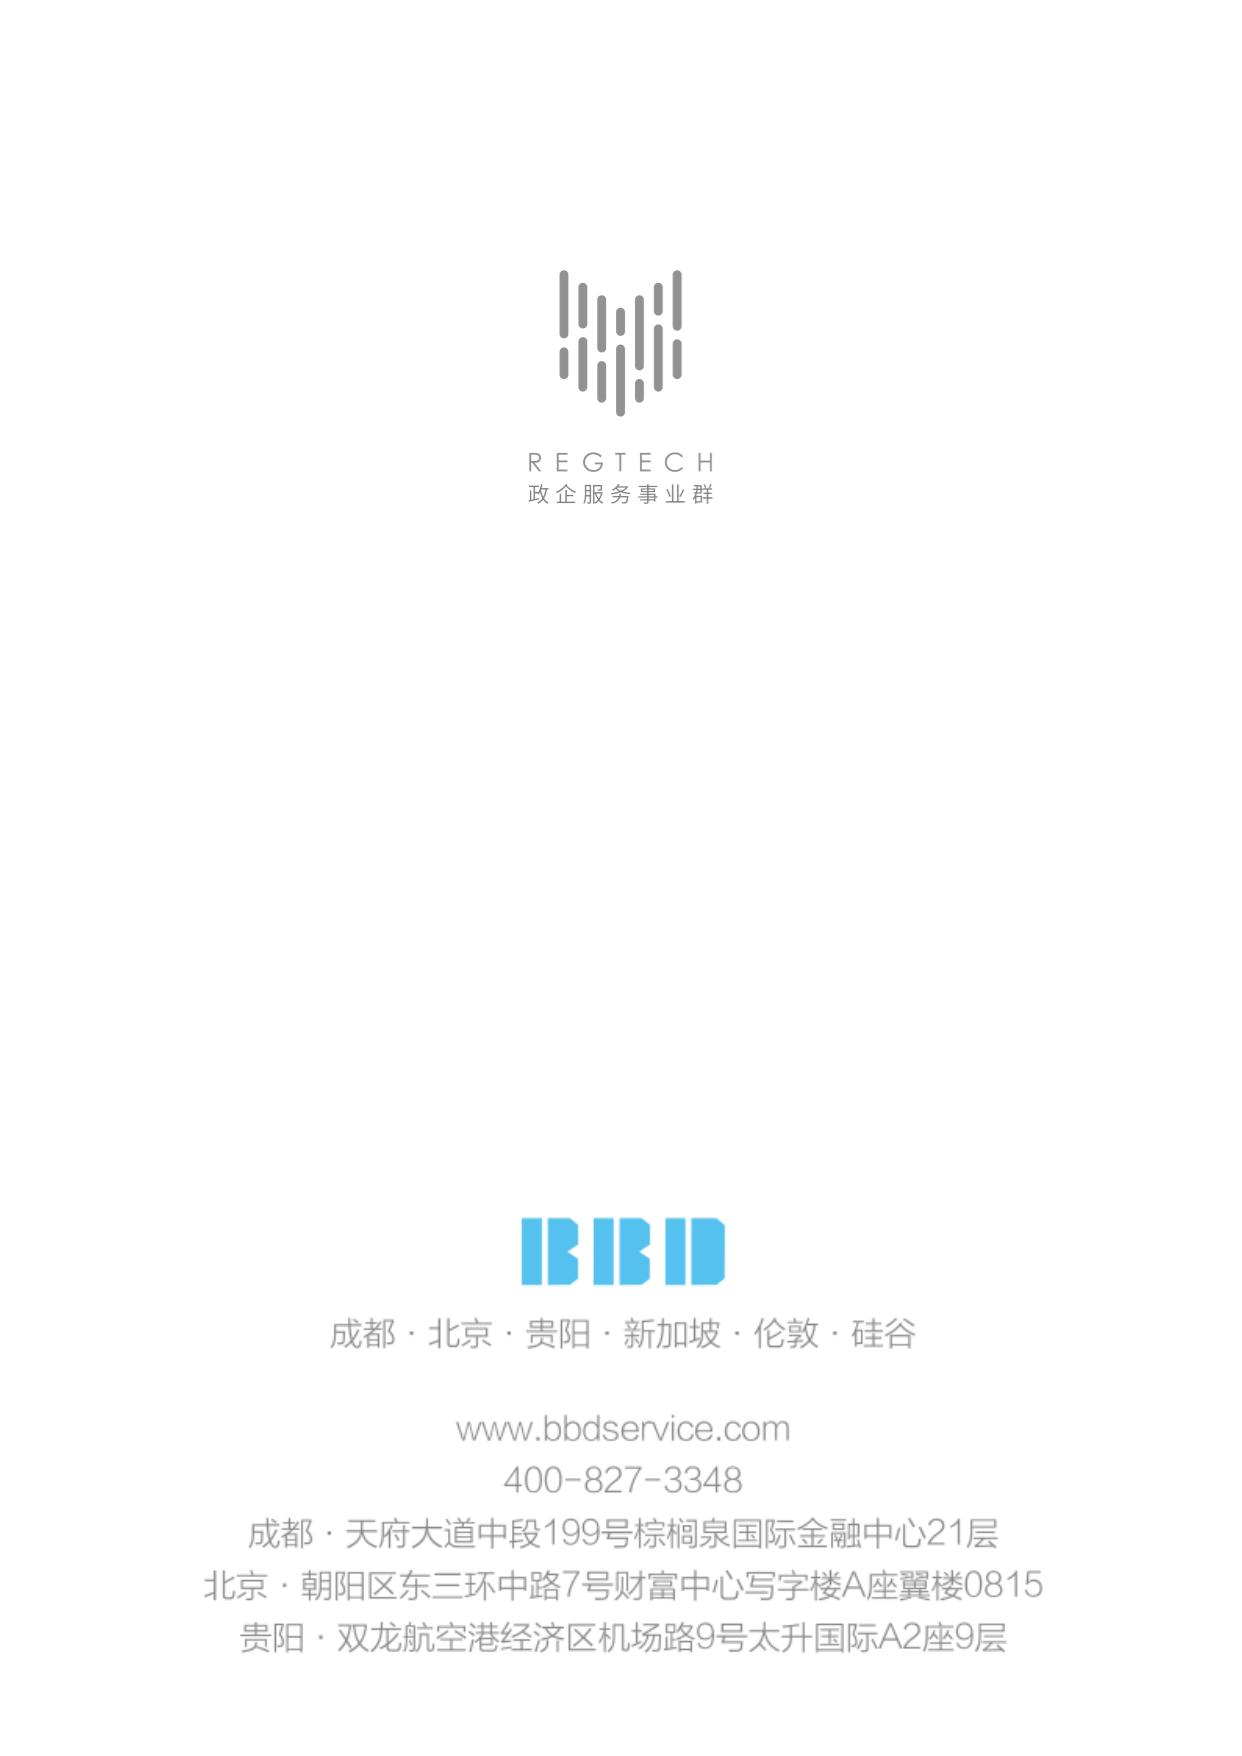 REGTECH
政企服务事业群
BBD
成都·北京·贵阳·新加坡·伦敦·硅谷
www.bbdservice.com
400-827-3348
成都·天府大道中段199号棕榈泉国际金融中心21层
北京·朝阳区东三环中路7号财富中心写字楼A座翼楼0815
贵阳·双龙航空港经济区机场路9号太升国际A2座9层